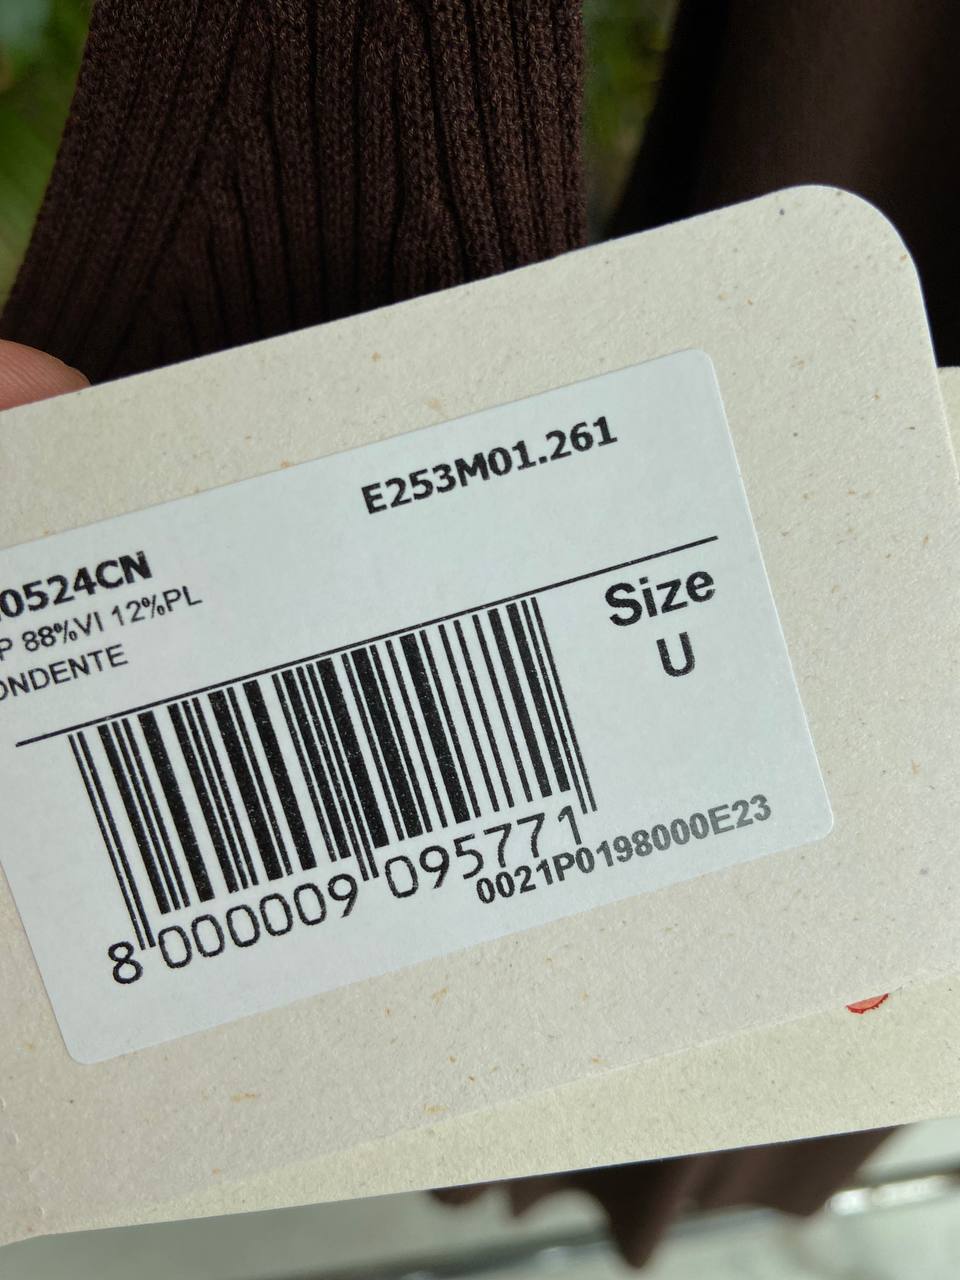 E253M01.261
0524CN
P 88%VI 12%PL
ONDENTE
Size
U
8 000009 095771
0021P0198000E23